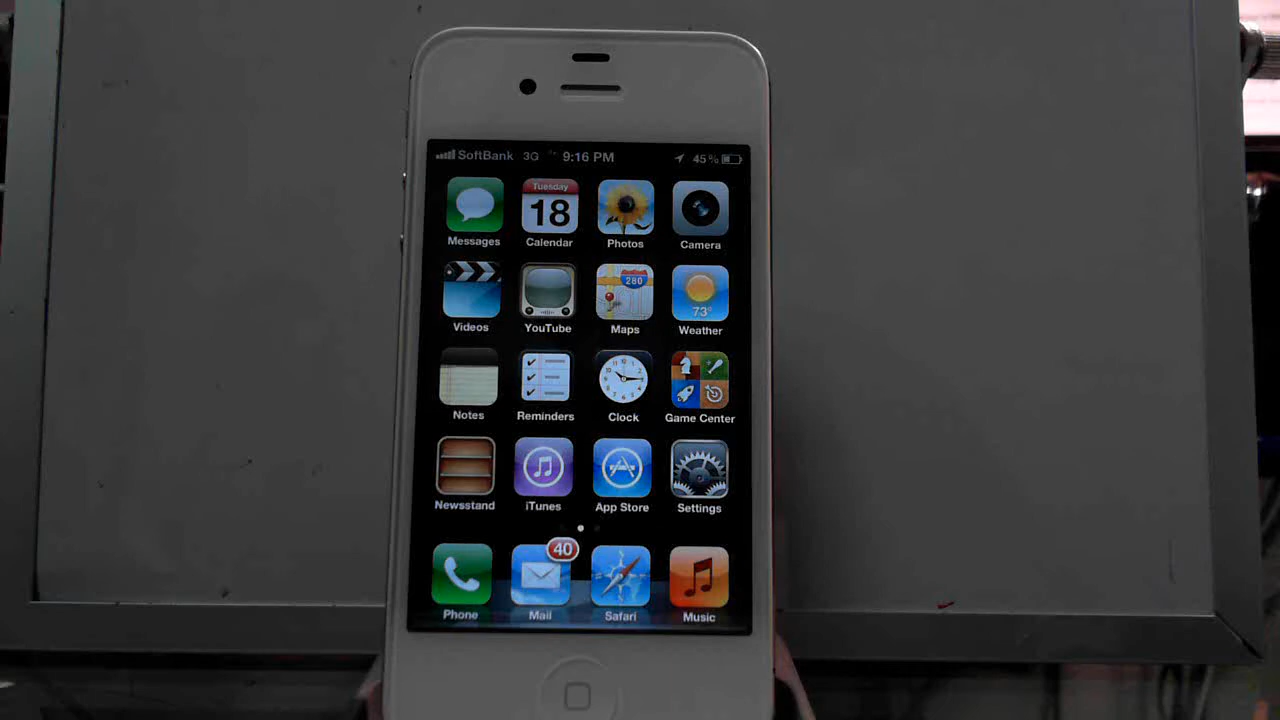 SoftBank 3G 9:16 PM 45%
Tuesday
18
Messages Calendar Photos Camera
280
73°
Videos YouTube Maps Weather
Notes Reminders Clock Game Center
Newsstand iTunes App Store Settings
40
Phone Mail Safari Music